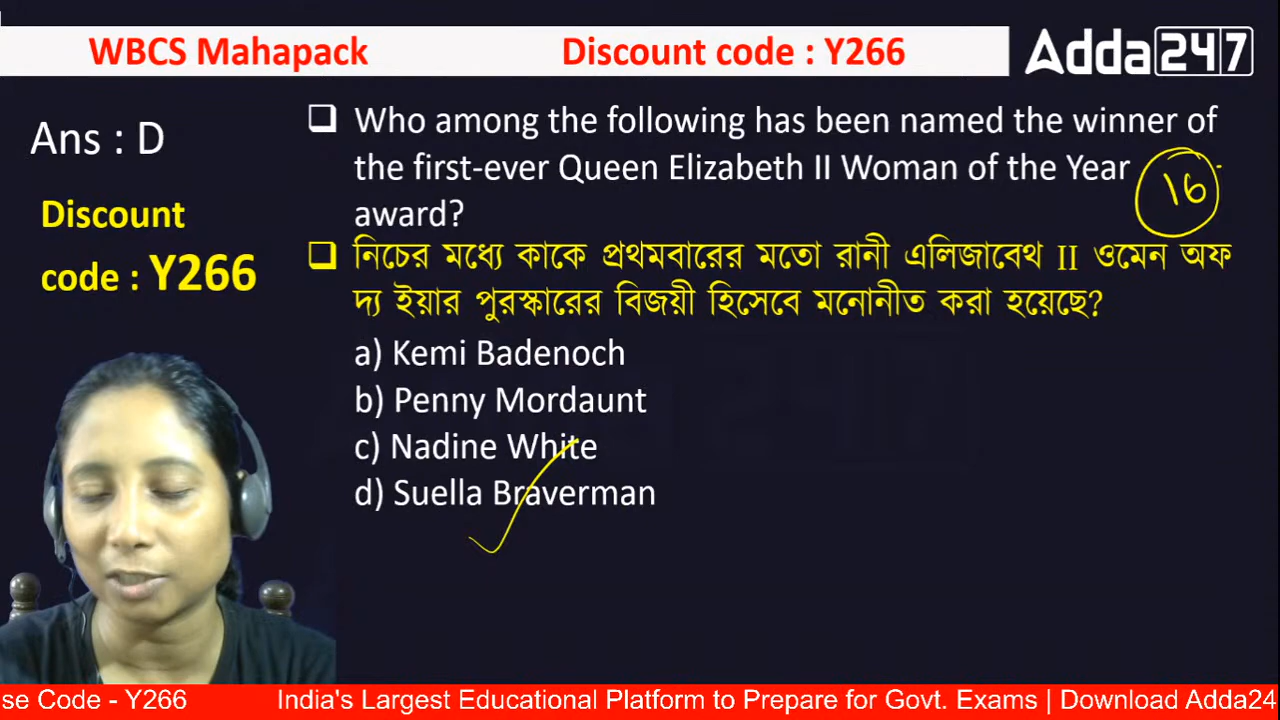 WBCS Mahapack
Discount code : Y266
Adda247
Ans : D
Discount
code : Y266
Who among the following has been named the winner of
the first-ever Queen Elizabeth II Woman of the Year
award?
16
নিচের মধ্যে কাকে প্রথমবারের মতো রানী এলিজাবেথ II ওমেন অফ
দ্য ইয়ার পুরস্কারের বিজয়ী হিসেবে মনোনীত করা হয়েছে?
a) Kemi Badenoch
b) Penny Mordaunt
c) Nadine White
d) Suella Braverman
se Code - Y266
India's Largest Educational Platform to Prepare for Govt. Exams | Download Adda24